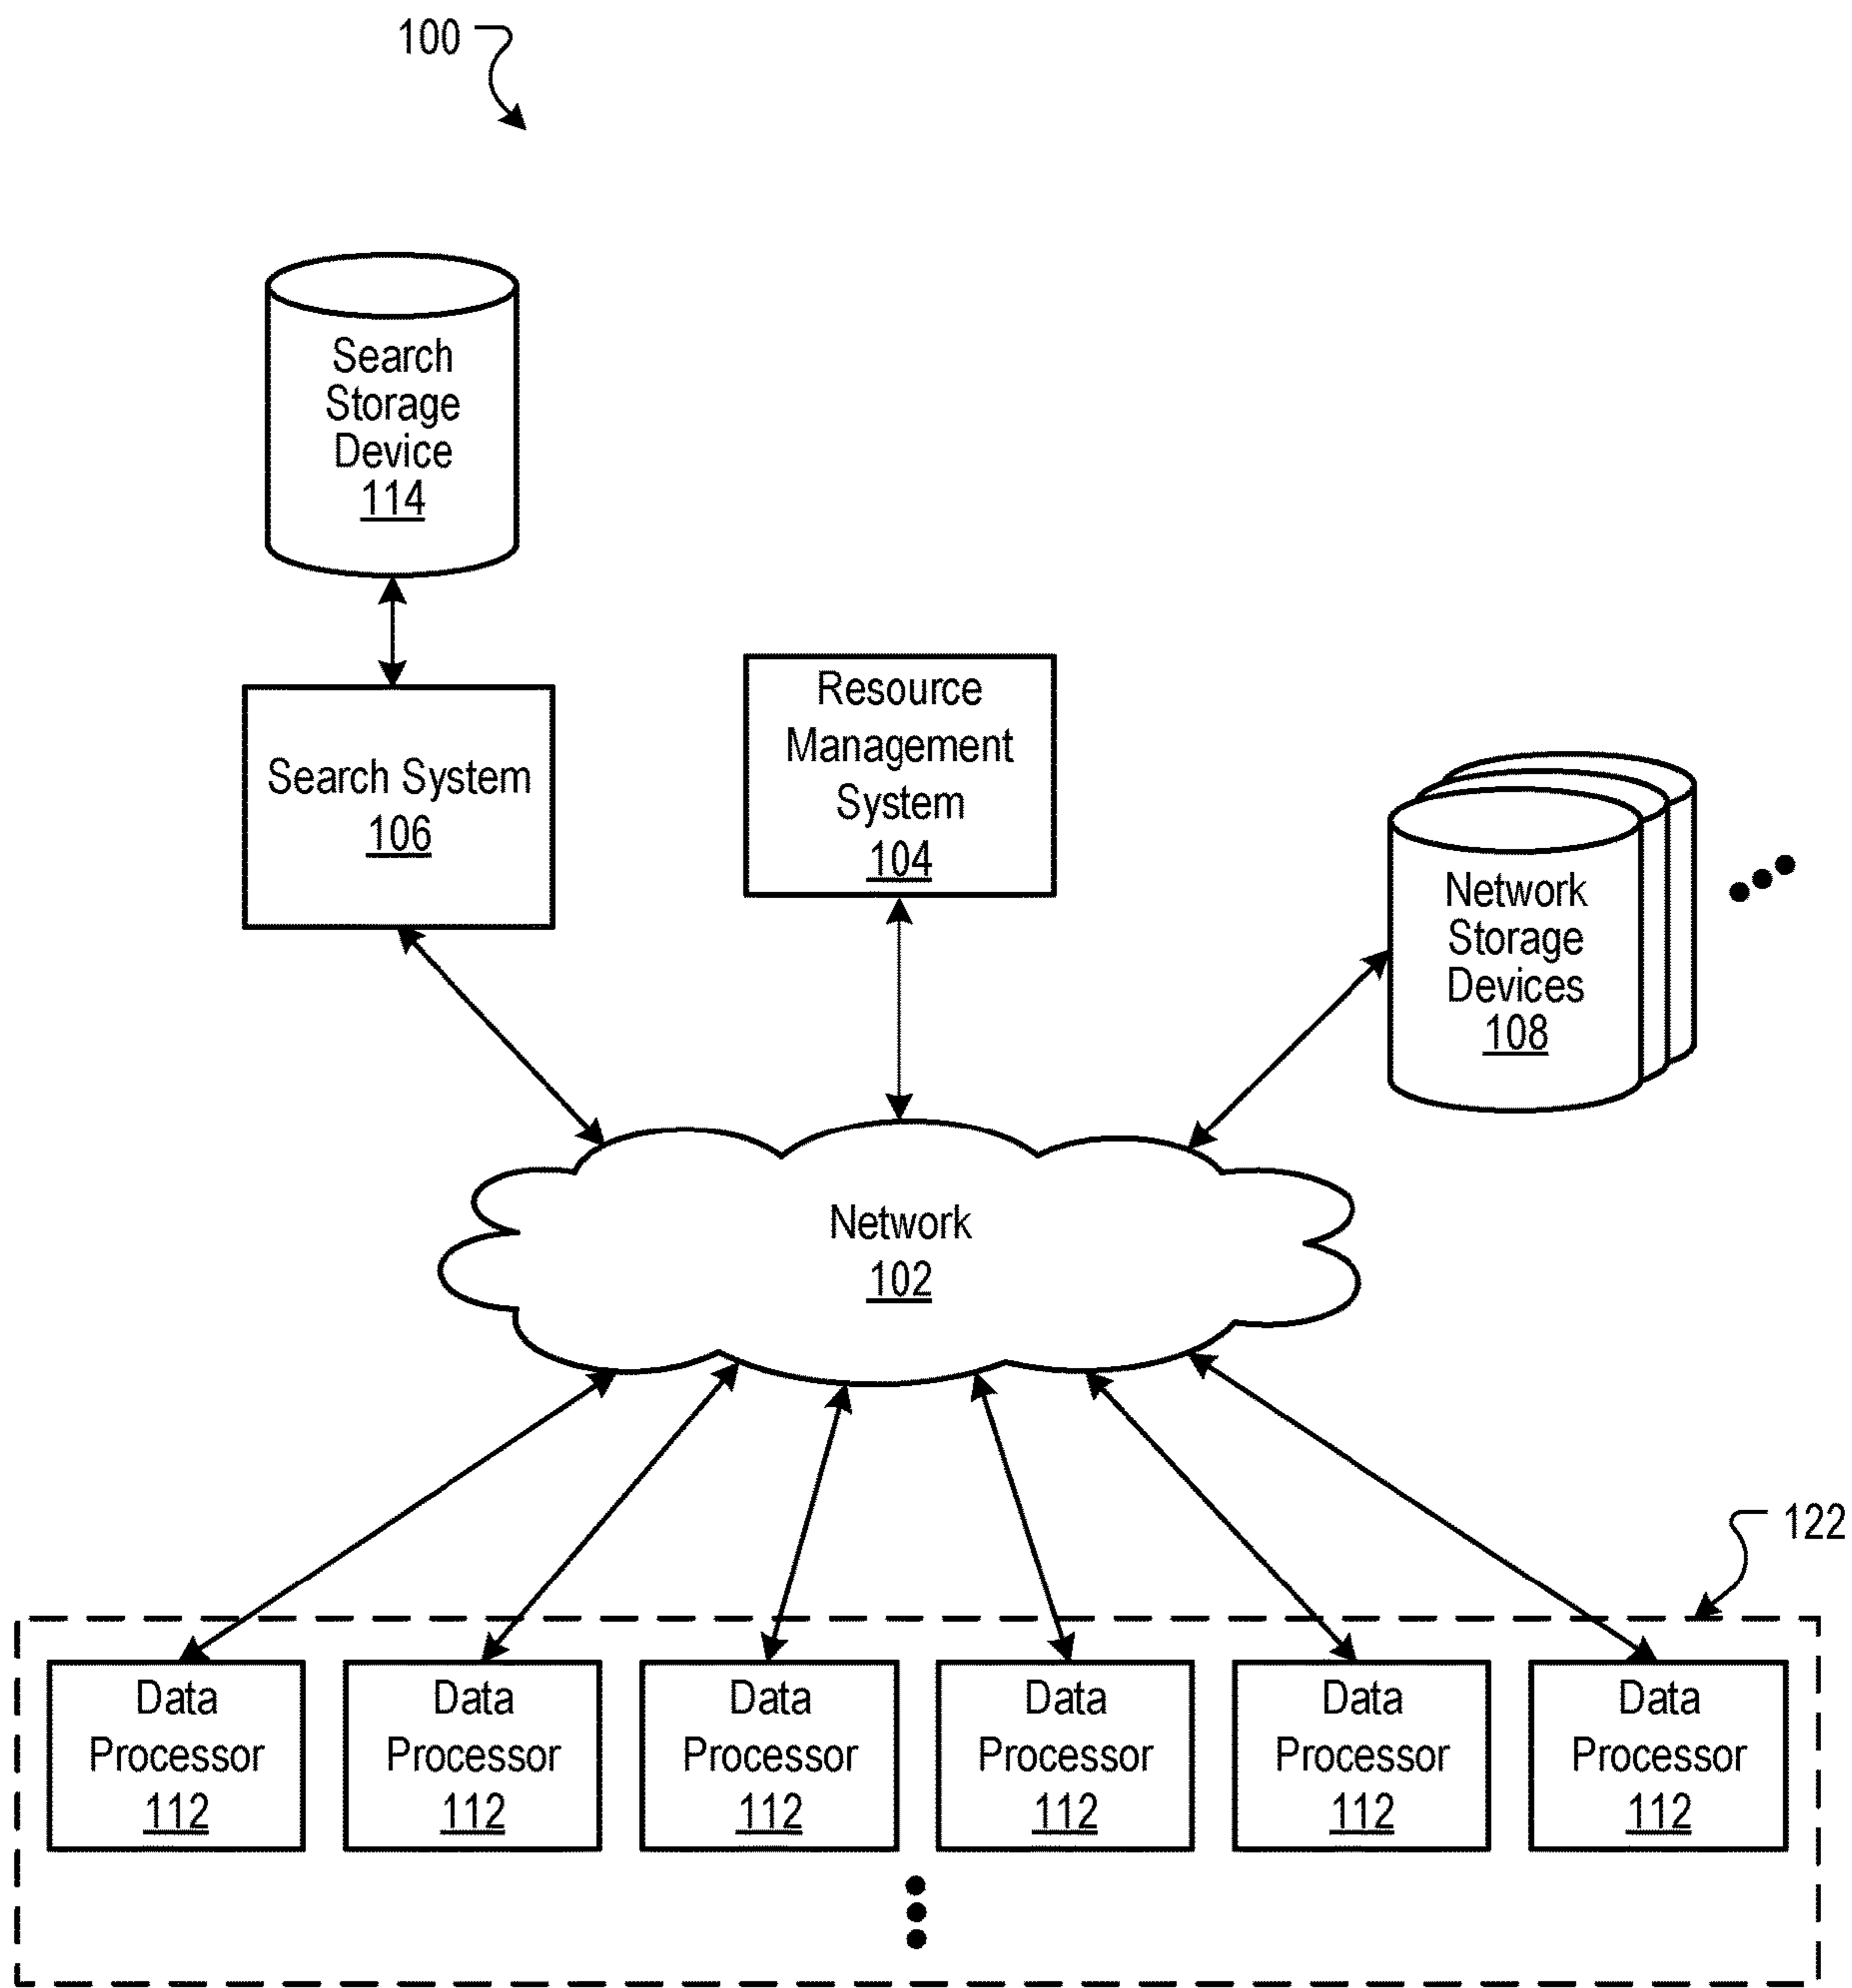 100
Search
Storage
Device
114
Search System
106
Resource
Management
System
104
Network
Storage
Devices
108
Network
102
122
Data
Processor
112
Data
Processor
112
Data
Processor
112
Data
Processor
112
Data
Processor
112
Data
Processor
112